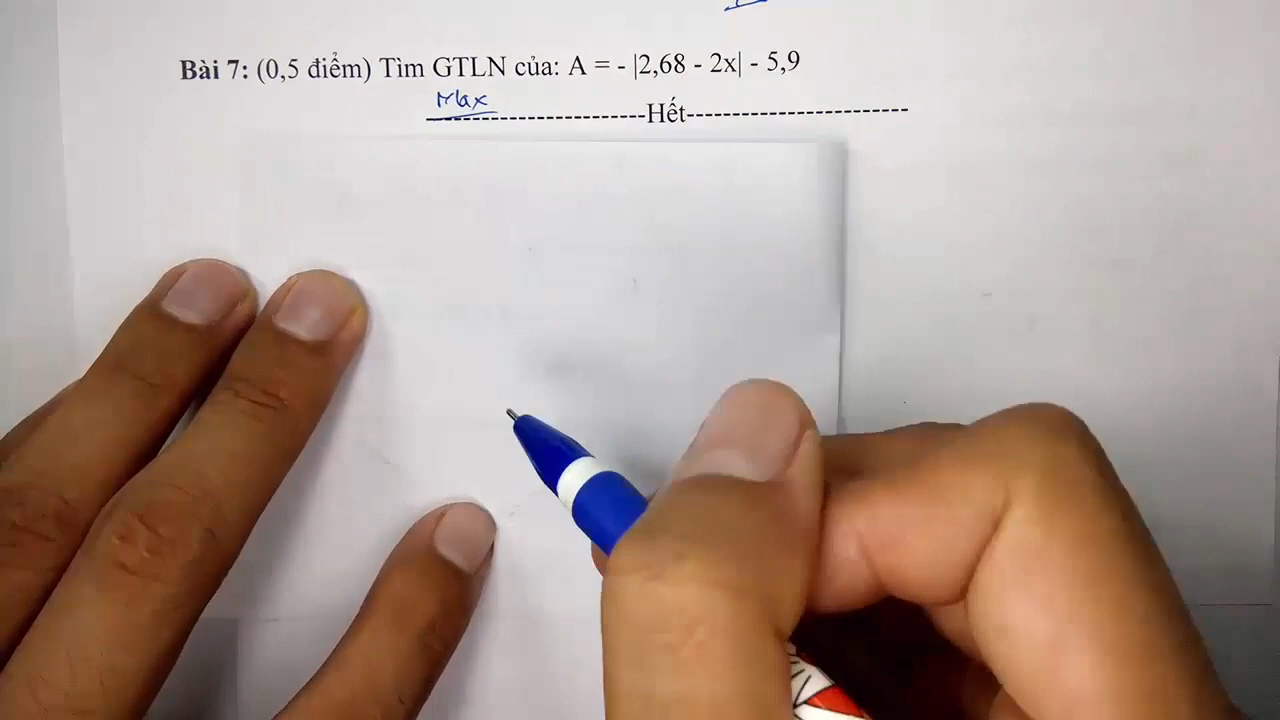 Bài 7: (0,5 điểm) Tìm GTLN của: A = - |2,68 - 2x| - 5,9
Max
-----------------------Hết-----------------------